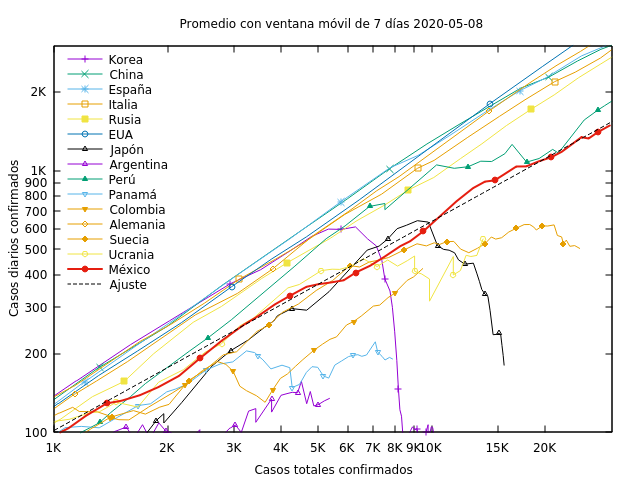 Promedio con ventana móvil de 7 días 2020-05-08
Korea
China
España
Italia
Rusia
EUA
Japón
Argentina
Perú
Panamá
Colombia
Alemania
Suecia
Ucrania
México
Ajuste
Casos diarios confirmados
2K
1K
900
800
700
600
500
400
300
200
100
1K 2K 3K 4K 5K 6K 7K 8K 9K 10K 15K 20K
Casos totales confirmados